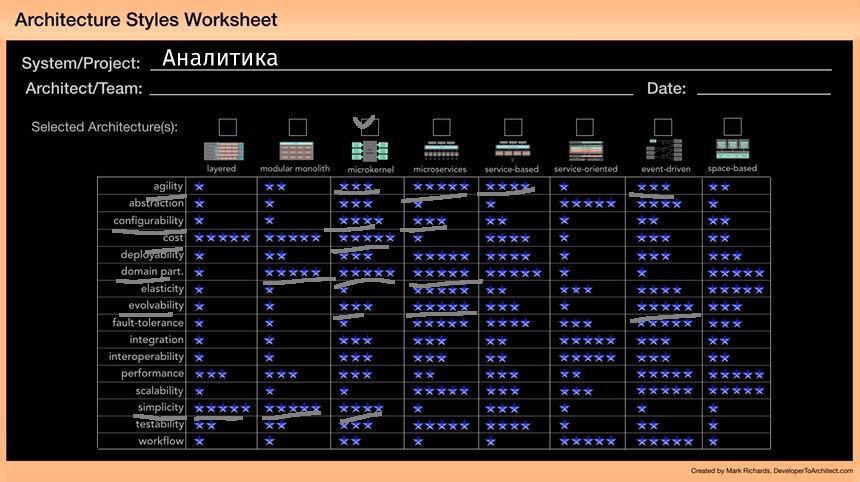 Architecture Styles Worksheet
System/Project: Аналитика
Architect/Team: Date:
Selected Architecture(s):
layered modular monolith microkernel microservices service-based service-oriented event-driven space-based
agility ★ ★★ ★★★ ★★★★★ ★★★★ ★ ★★★ ★★
abstraction ★ ★ ★★★ ★ ★ ★★★★★ ★★★★ ★
configurability ★ ★ ★★★★ ★★★ ★★ ★ ★★ ★★
cost ★★★★★ ★★★★★ ★★★★★ ★ ★★★★ ★ ★★★ ★★
deployability ★ ★★ ★★★ ★★★★★ ★★★★ ★ ★★★ ★★★
domain part. ★ ★★★★★ ★★★★★ ★★★★★ ★★★★★ ★ ★ ★★★★★
elasticity ★ ★ ★ ★★★★★ ★★ ★★★ ★★★★ ★★★★★
evolvability ★ ★ ★★★ ★★★★★ ★★★ ★ ★★★★★ ★★★
fault-tolerance ★ ★ ★ ★★★★★ ★★★★ ★★★ ★★★★★ ★★★
integration ★ ★ ★★★ ★★★ ★★ ★★★★★ ★★★ ★★
interoperability ★ ★ ★★★ ★★★ ★★ ★★★★★ ★★★ ★★
performance ★★★ ★★★ ★★★ ★★ ★★★ ★★ ★★★★★ ★★★★★
scalability ★ ★ ★ ★★★★★ ★★★ ★★★ ★★★★★ ★★★★★
simplicity ★★★★★ ★★★★★ ★★★★ ★ ★★★ ★ ★★ ★
testability ★★ ★★ ★★★ ★★★★★ ★★★★ ★ ★★ ★
workflow ★ ★ ★★ ★ ★ ★★★★★ ★★★★★ ★
Created by Mark Richards, DeveloperToArchitect.com